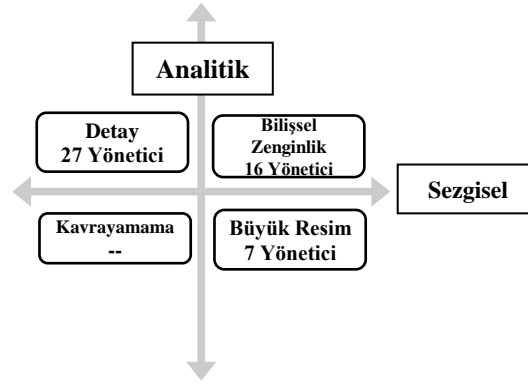 Analitik
Detay
27 Yönetici
Bilişsel
Zenginlik
16 Yönetici
Sezgisel
Kavrayamama
--
Büyük Resim
7 Yönetici